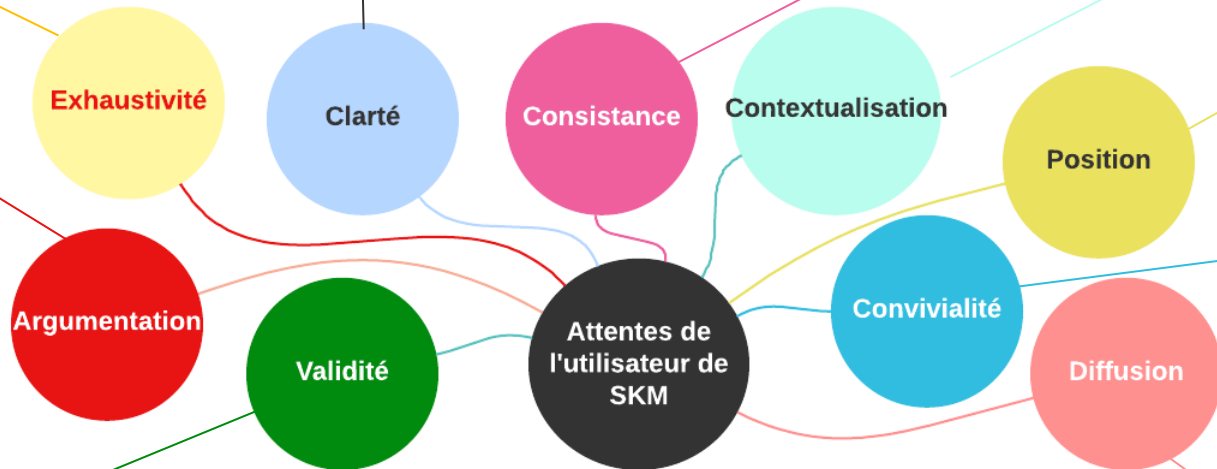 Exhaustivité
Clarté
Consistance
Contextualisation
Position
Argumentation
Validité
Attentes de
l'utilisateur de
SKM
Convivialité
Diffusion